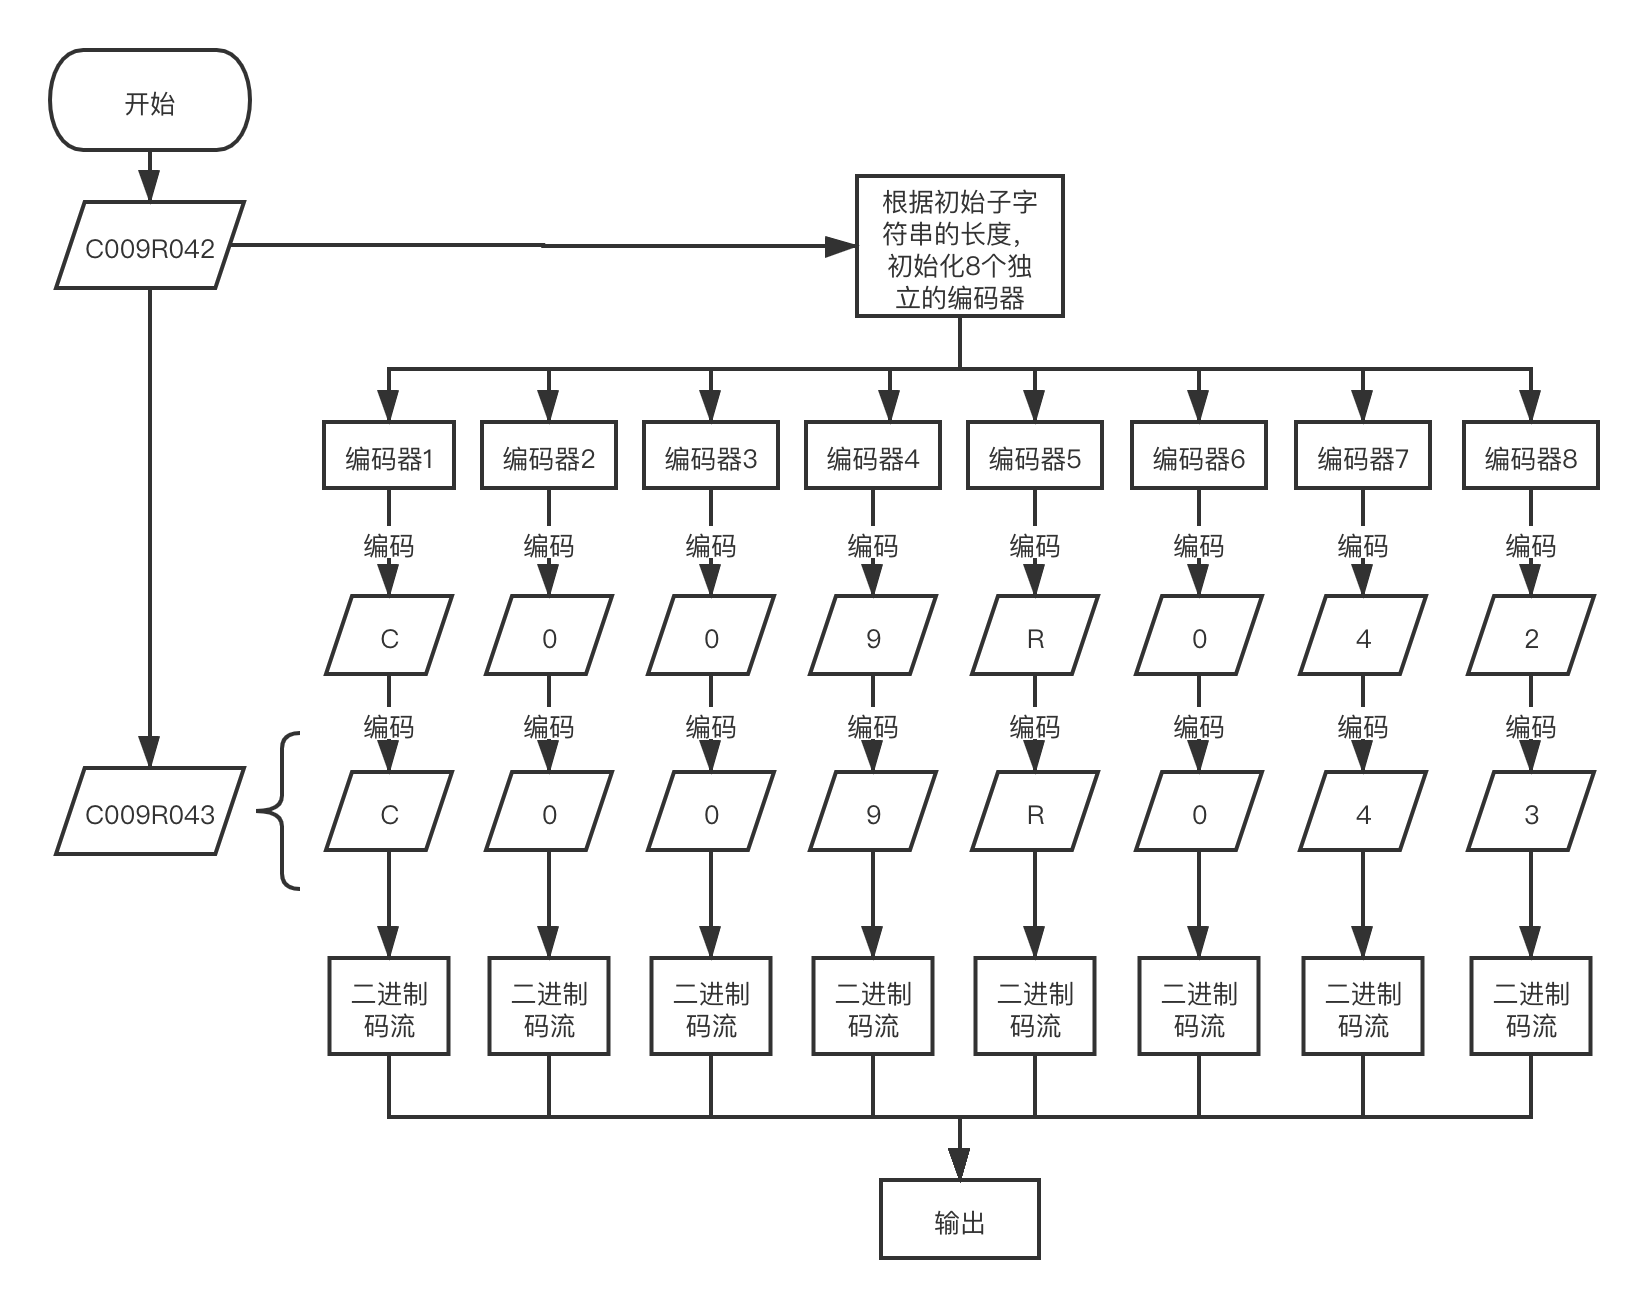 开始
C009R042
根据初始子字
符串的长度，
初始化8个独
立的编码器
编码器1
编码器2
编码器3
编码器4
编码器5
编码器6
编码器7
编码器8
编码
编码
编码
编码
编码
编码
编码
编码
C
0
0
9
R
0
4
2
编码
编码
编码
编码
编码
编码
编码
编码
C009R043
C
0
0
9
R
0
4
3
二进制
码流
二进制
码流
二进制
码流
二进制
码流
二进制
码流
二进制
码流
二进制
码流
二进制
码流
输出